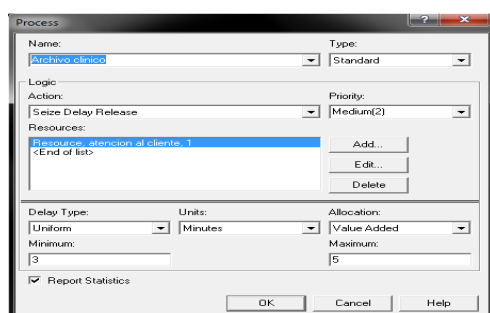 Process
Name: Type:
Archivo clinico Standard
Logic
Action: Priority:
Seize Delay Release Medium(2)
Resources:
Resource, atencion al cliente, 1 Add...
<End of list> Edit...
Delete
Delay Type: Units: Allocation:
Uniform Minutes Value Added
Minimum: Maximum:
3 5
Report Statistics
OK Cancel Help